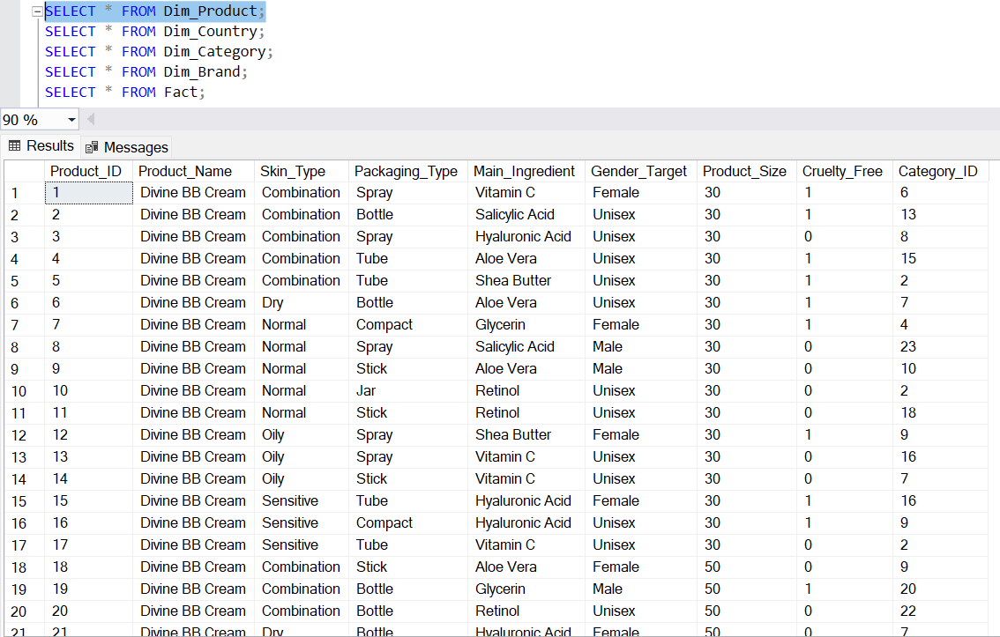 SELECT * FROM Dim_Product;
SELECT * FROM Dim_Country;
SELECT * FROM Dim_Category;
SELECT * FROM Dim_Brand;
SELECT * FROM Fact;
90 %
Results Messages
Product_ID Product_Name Skin_Type Packaging_Type Main_Ingredient Gender_Target Product_Size Cruelty_Free Category_ID
1 1 Divine BB Cream Combination Spray Vitamin C Female 30 1 6
2 2 Divine BB Cream Combination Bottle Salicylic Acid Unisex 30 1 13
3 3 Divine BB Cream Combination Spray Hyaluronic Acid Unisex 30 0 8
4 4 Divine BB Cream Combination Tube Aloe Vera Unisex 30 1 15
5 5 Divine BB Cream Combination Tube Shea Butter Unisex 30 1 2
6 6 Divine BB Cream Dry Bottle Aloe Vera Unisex 30 1 7
7 7 Divine BB Cream Normal Compact Glycerin Female 30 1 4
8 8 Divine BB Cream Normal Spray Salicylic Acid Male 30 0 23
9 9 Divine BB Cream Normal Stick Aloe Vera Male 30 0 10
10 10 Divine BB Cream Normal Jar Retinol Unisex 30 0 2
11 11 Divine BB Cream Normal Stick Retinol Unisex 30 0 18
12 12 Divine BB Cream Oily Spray Shea Butter Female 30 1 9
13 13 Divine BB Cream Oily Spray Vitamin C Unisex 30 0 16
14 14 Divine BB Cream Oily Stick Vitamin C Unisex 30 0 7
15 15 Divine BB Cream Sensitive Tube Hyaluronic Acid Female 30 1 16
16 16 Divine BB Cream Sensitive Compact Hyaluronic Acid Unisex 30 1 9
17 17 Divine BB Cream Sensitive Tube Vitamin C Unisex 30 0 2
18 18 Divine BB Cream Combination Stick Aloe Vera Female 50 0 9
19 19 Divine BB Cream Combination Bottle Glycerin Male 50 1 20
20 20 Divine BB Cream Combination Bottle Retinol Unisex 50 0 22
21 21 Divine BB Cream Dry Bottle Hyaluronic Acid Female 50 0 7